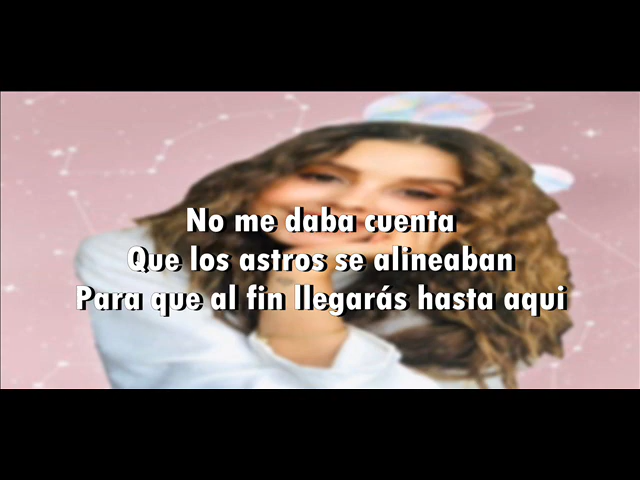 No me daba cuenta
Que los astros se alineaban
Para que al fin llegarás hasta aqui